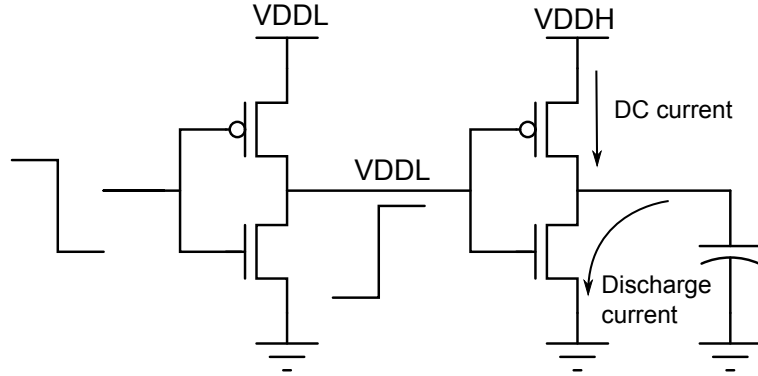 VDDL
VDDH
DC current
VDDL
Discharge
current